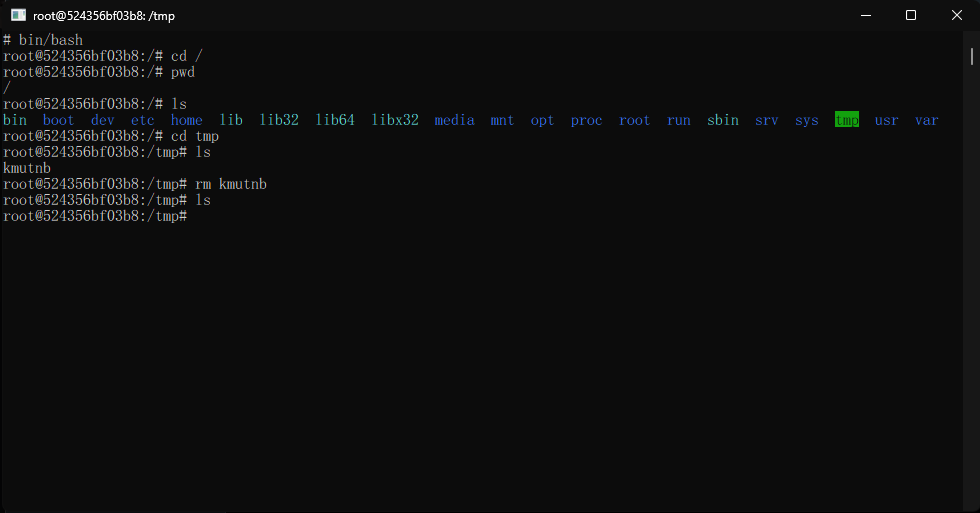 root@524356bf03b8: /tmp
# bin/bash
root@524356bf03b8:/# cd /
root@524356bf03b8:/# pwd
/
root@524356bf03b8:/# ls
bin  boot  dev  etc  home  lib  lib32  lib64  libx32  media  mnt  opt  proc  root  run  sbin  srv  sys  tmp  usr  var
root@524356bf03b8:/# cd tmp
root@524356bf03b8:/tmp# ls
kmutnb
root@524356bf03b8:/tmp# rm kmutnb
root@524356bf03b8:/tmp# ls
root@524356bf03b8:/tmp#